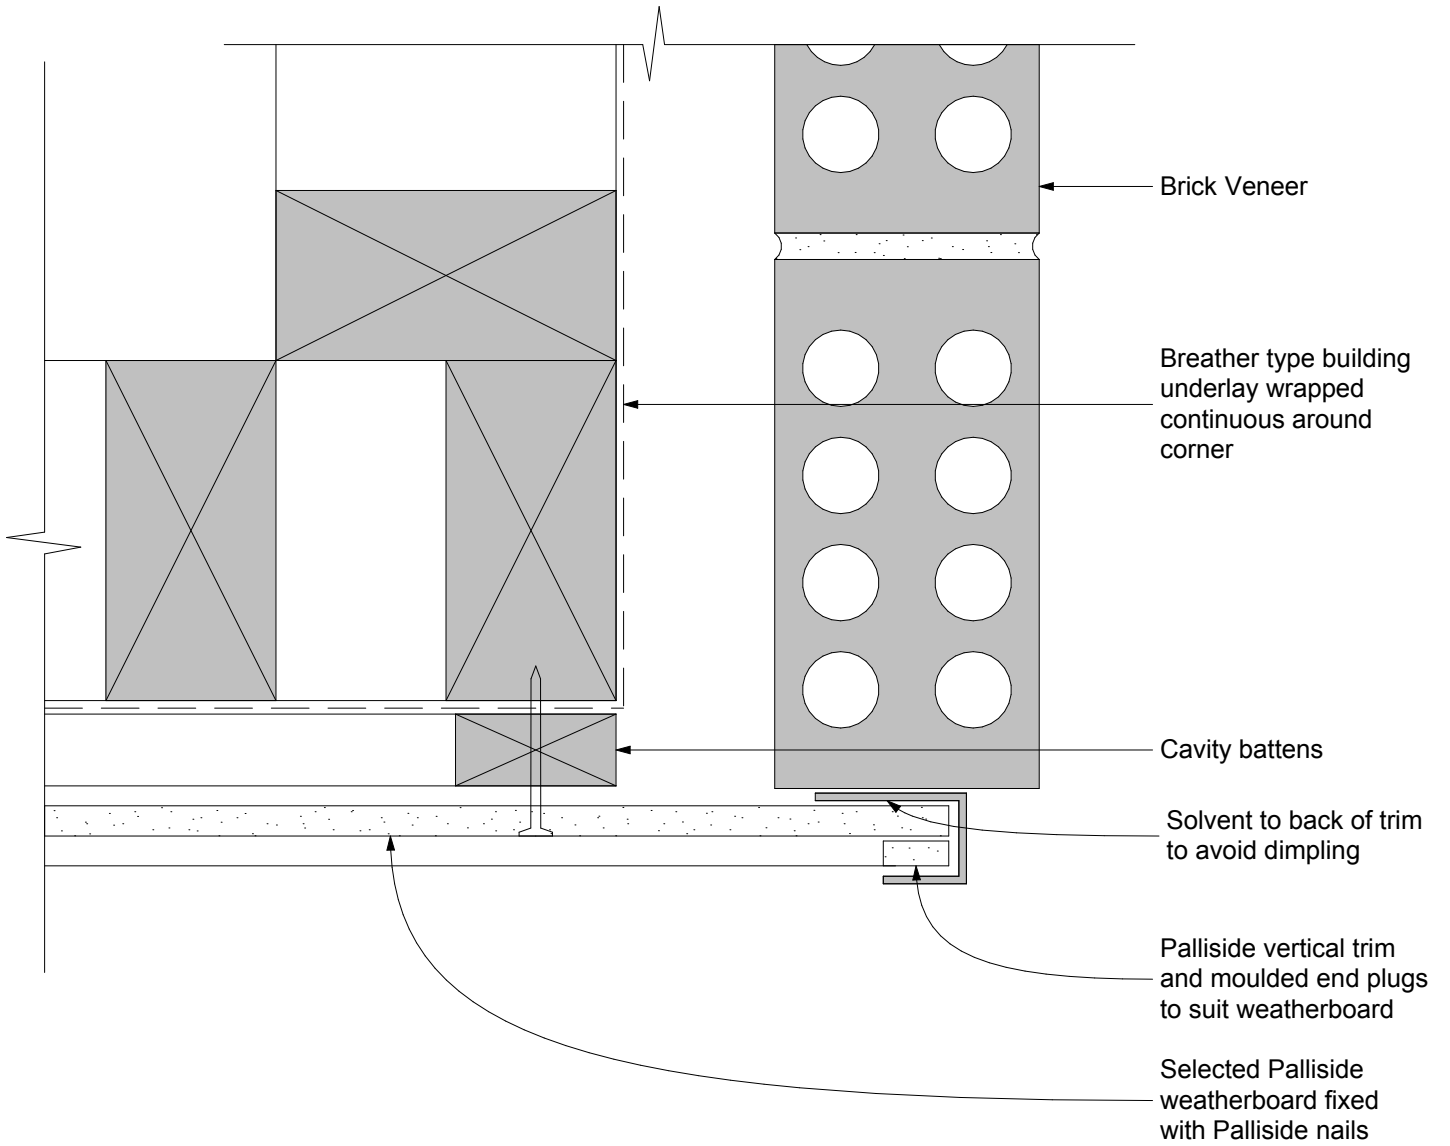 Brick Veneer
Breather type building
underlay wrapped
continuous around
corner
Cavity battens
Solvent to back of trim
to avoid dimpling
Palliside vertical trim
and moulded end plugs
to suit weatherboard
Selected Palliside
weatherboard fixed
with Palliside nails